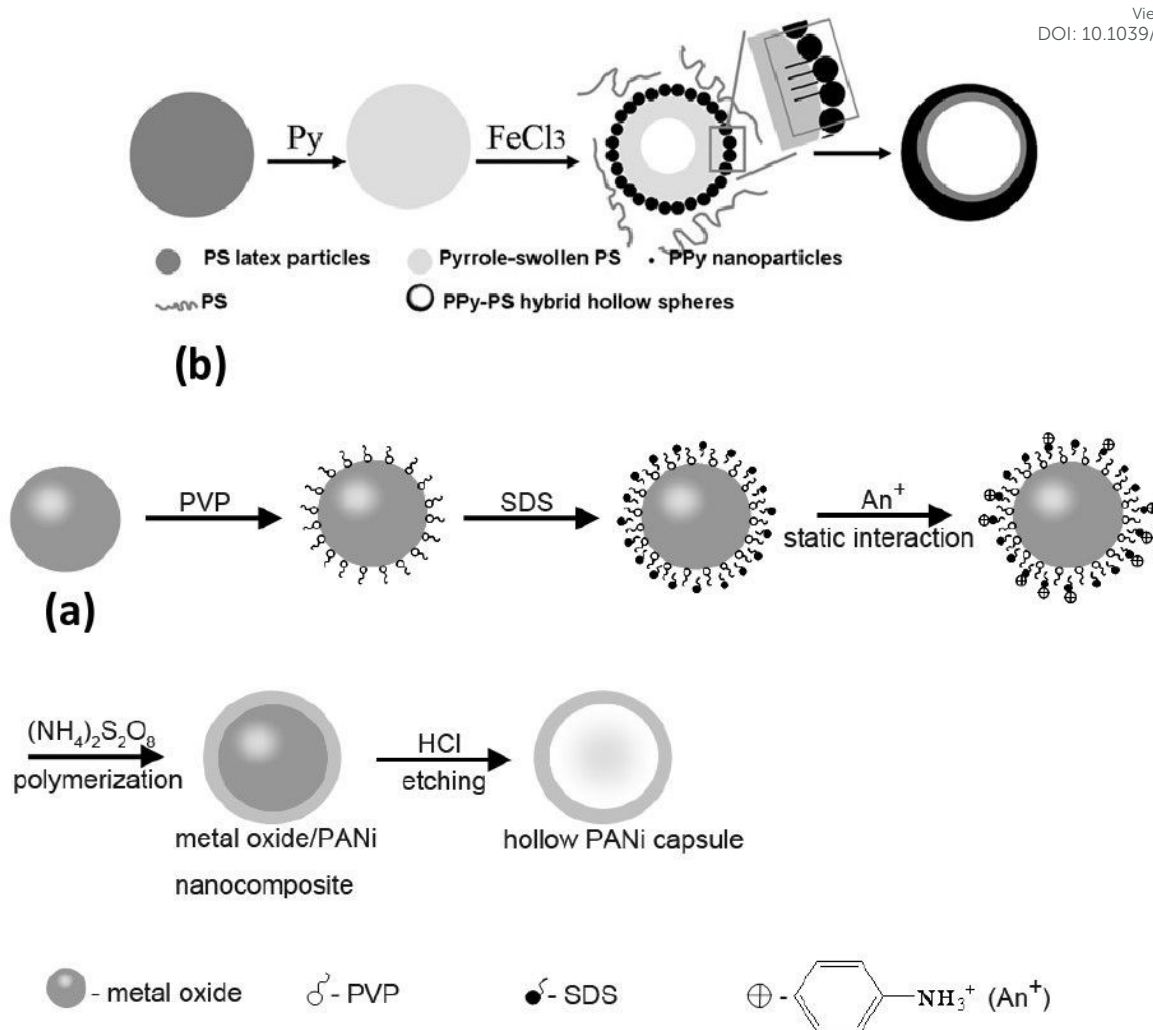 Vie
DOI: 10.1039/
Py
FeCl3
PS latex particles
Pyrrole-swollen PS
PPy nanoparticles
PS
PPy-PS hybrid hollow spheres
(b)
PVP
SDS
An⁺
static interaction
(a)
(NH₄)₂S₂O₈
polymerization
HCl
etching
metal oxide/PANi
nanocomposite
hollow PANi capsule
- metal oxide
- PVP
- SDS
- NH₃⁺ (An⁺)